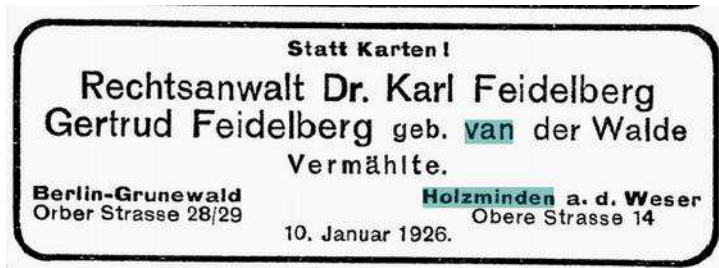 Statt Karten!
Rechtsanwalt Dr. Karl Feidelberg
Gertrud Feidelberg geb. van der Walde
Vermählte.
Berlin-Grunewald
Orber Strasse 28/29
Holzminden a. d. Weser
Obere Strasse 14
10. Januar 1926.